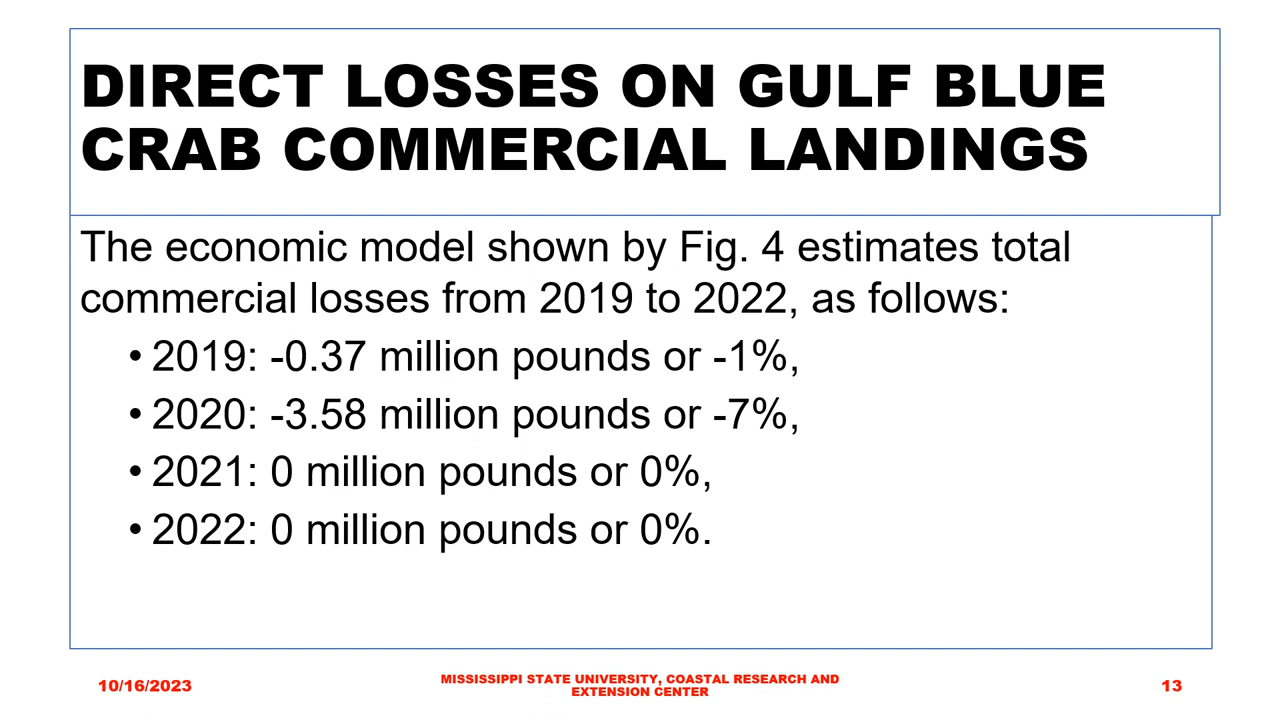 DIRECT LOSSES ON GULF BLUE
CRAB COMMERCIAL LANDINGS
The economic model shown by Fig. 4 estimates total
commercial losses from 2019 to 2022, as follows:
• 2019: -0.37 million pounds or -1%,
• 2020: -3.58 million pounds or -7%,
• 2021: 0 million pounds or 0%,
• 2022: 0 million pounds or 0%.
10/16/2023
MISSISSIPPI STATE UNIVERSITY, COASTAL RESEARCH AND
EXTENSION CENTER
13